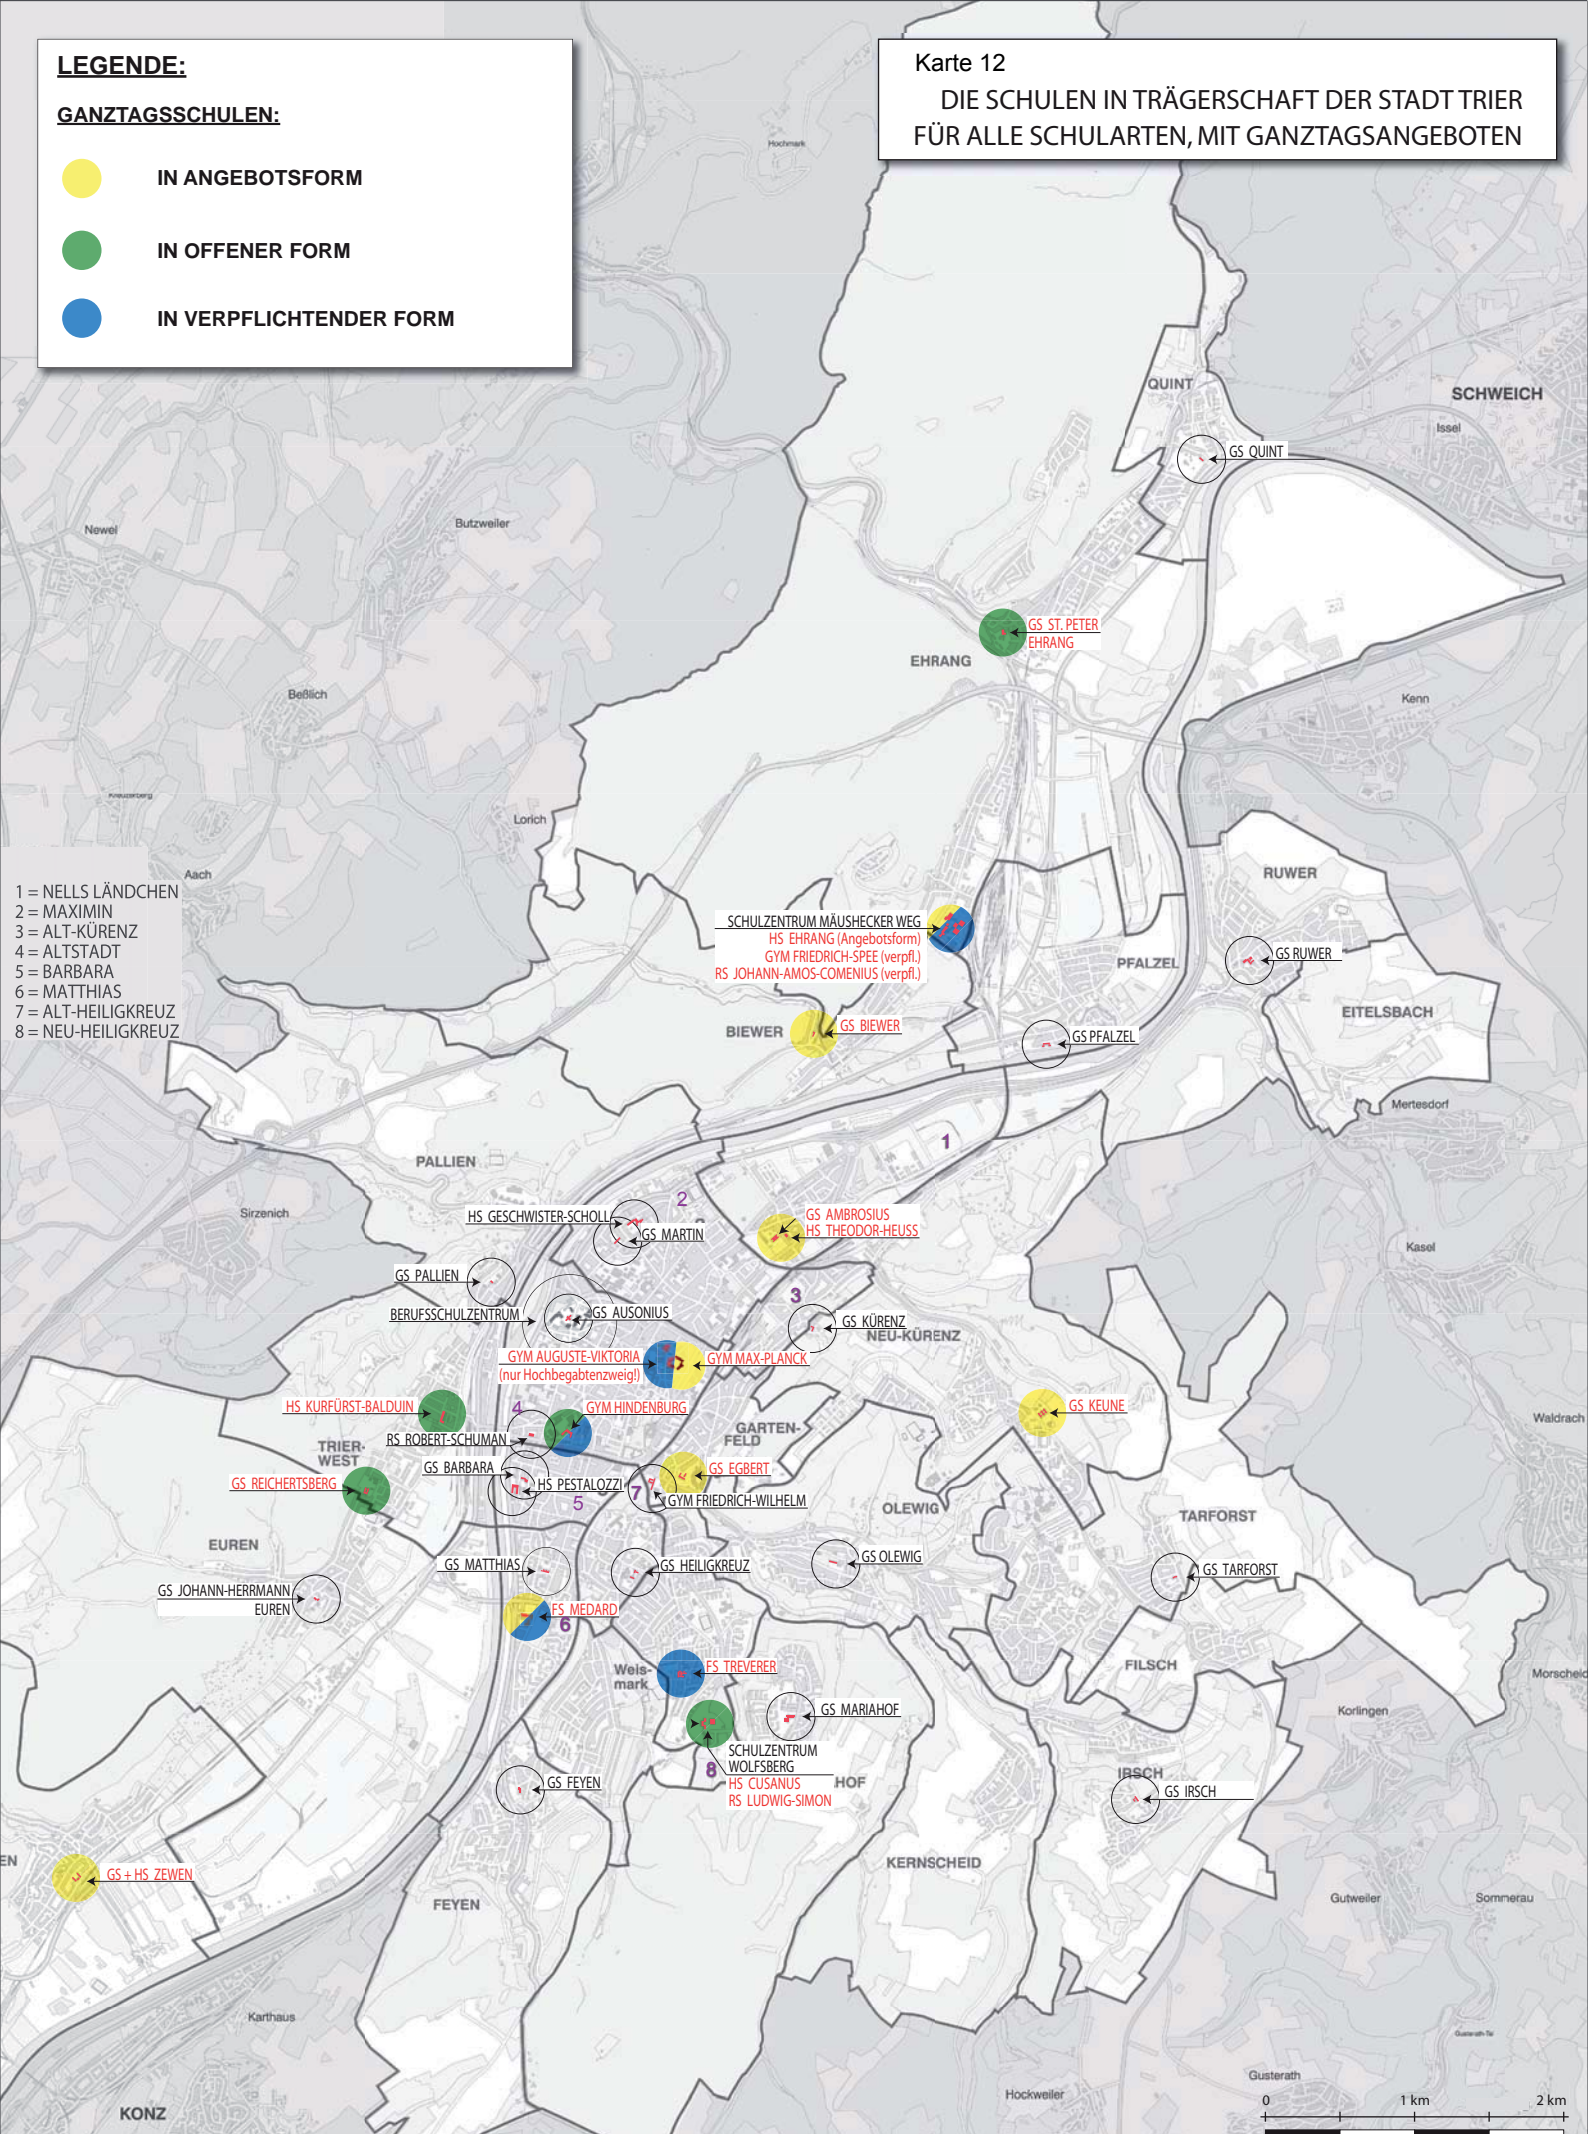 LEGENDE:
GANZTAGSSCHULEN:
IN ANGEBOTSFORM
IN OFFENER FORM
IN VERPFLICHTENDER FORM
Karte 12
DIE SCHULEN IN TRÄGERSCHAFT DER STADT TRIER
FÜR ALLE SCHULARTEN, MIT GANZTAGSANGEBOTEN
Hochmark
QUINT
SCHWEICH
Issel
GS QUINT
Newel
Butzweiler
GS ST. PETER
EHRANG
EHRANG
Beßlich
Kenn
Kreuzerberg
Lorich
Aach
1 = NELLS LÄNDCHEN
2 = MAXIMIN
3 = ALT-KÜRENZ
4 = ALTSTADT
5 = BARBARA
6 = MATTHIAS
7 = ALT-HEILIGKREUZ
8 = NEU-HEILIGKREUZ
RUWER
SCHULZENTRUM MÄUSHECKER WEG
HS EHRANG (Angebotsform)
GYM FRIEDRICH-SPEE (verpfl.)
RS JOHANN-AMOS-COMENIUS (verpfl.)
PFALZEL
GS RUWER
EITELSBACH
BIEWER
GS BIEWER
GS PFALZEL
Mertesdorf
1
PALLIEN
2
Sirzenich
HS GESCHWISTER-SCHOLL
GS MARTIN
GS AMBROSIUS
HS THEODOR-HEUSS
Kasel
GS PALLIEN
3
BERUFSSCHULZENTRUM
GS AUSONIUS
GS KÜRENZ
NEU-KÜRENZ
GYM AUGUSTE-VIKTORIA
(nur Hochbegabtenzweig!)
GYM MAX-PLANCK
HS KURFÜRST-BALDUIN
4
GYM HINDENBURG
GS KEUNE
Waldrach
RS ROBERT-SCHUMAN
GARTEN-
FELD
TRIER-
WEST
GS BARBARA
GS EGBERT
GS REICHERTSBERG
HS PESTALOZZI
7
5
GYM FRIEDRICH-WILHELM
OLEWIG
TARFORST
EUREN
GS MATTHIAS
GS HEILIGKREUZ
GS OLEWIG
GS TARFORST
GS JOHANN-HERRMANN
EUREN
FS MEDARD
6
Weis-
mark
FS TREVERER
FILSCH
Morscheid
GS MARIAHOF
Korlingen
SCHULZENTRUM
WOLFSBERG
8
HS CUSANUS
RS LUDWIG-SIMON
HOF
GS FEYEN
IRSCH
GS IRSCH
EN
GS + HS ZEWEN
KERNSCHEID
FEYEN
Gutweiler
Sommerau
Karthaus
Gusterath-Tal
Gusterath
Hockweiler
KONZ
0 1 km 2 km